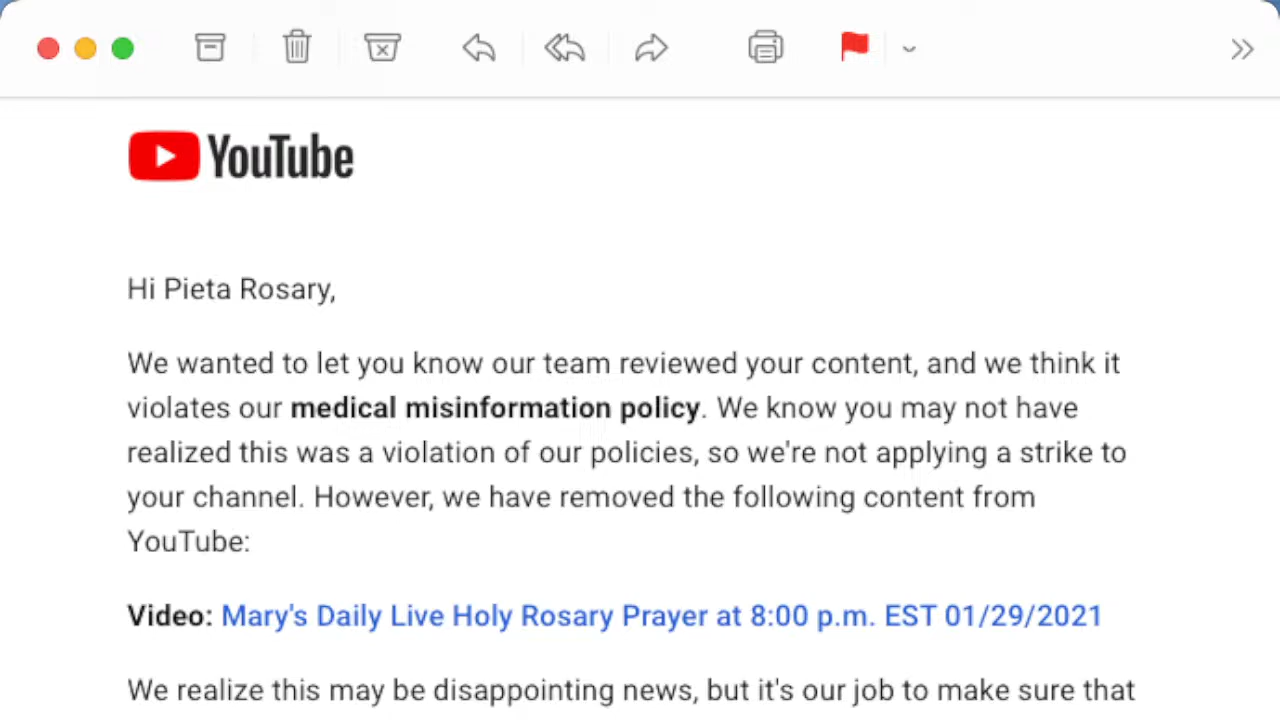 YouTube
Hi Pieta Rosary,
We wanted to let you know our team reviewed your content, and we think it
violates our medical misinformation policy. We know you may not have
realized this was a violation of our policies, so we're not applying a strike to
your channel. However, we have removed the following content from
YouTube:
Video: Mary's Daily Live Holy Rosary Prayer at 8:00 p.m. EST 01/29/2021
We realize this may be disappointing news, but it's our job to make sure that